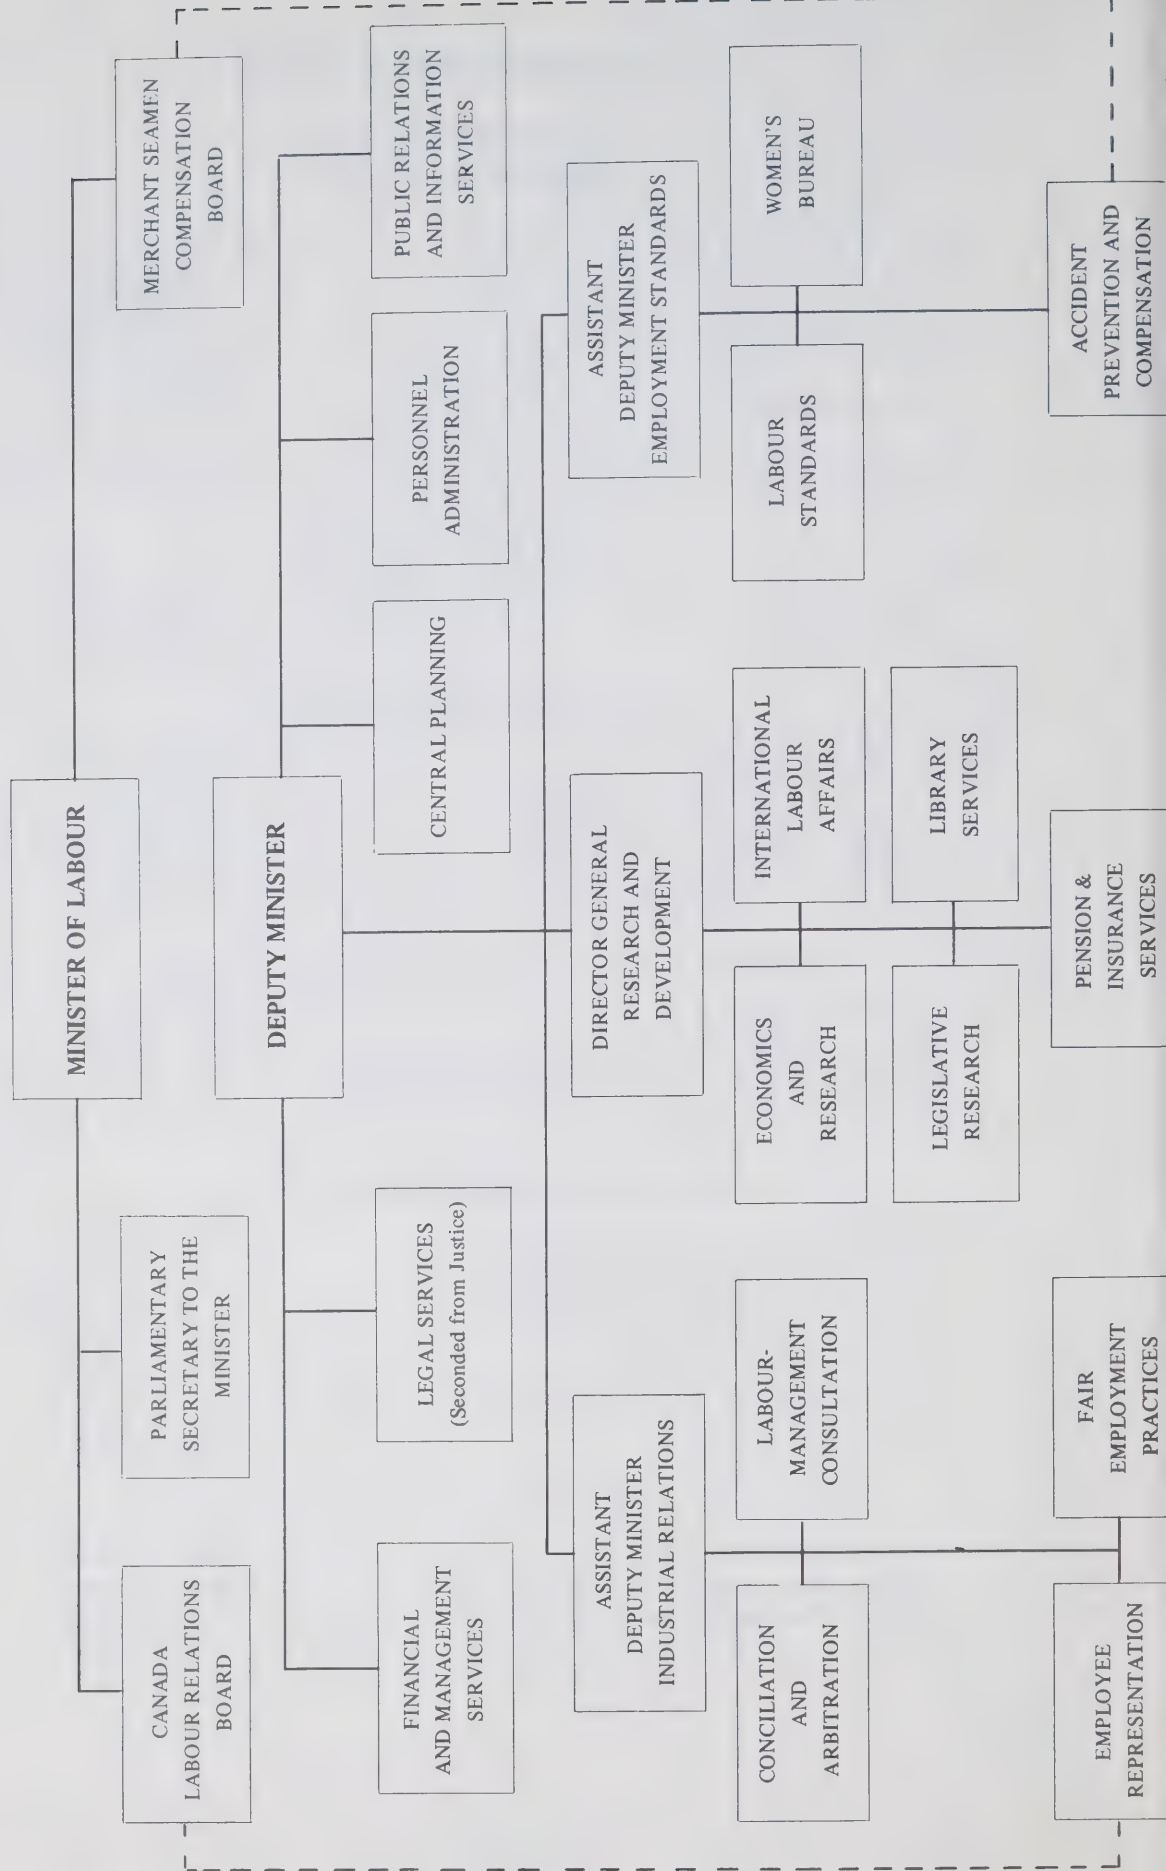 MINISTER OF LABOUR
CANADA
LABOUR RELATIONS
BOARD
PARLIAMENTARY
SECRETARY TO THE
MINISTER
MERCHANT SEAMEN
COMPENSATION
BOARD
DEPUTY MINISTER
FINANCIAL
AND MANAGEMENT
SERVICES
LEGAL SERVICES
(Seconded from Justice)
CENTRAL PLANNING
PERSONNEL
ADMINISTRATION
PUBLIC RELATIONS
AND INFORMATION
SERVICES
ASSISTANT
DEPUTY MINISTER
INDUSTRIAL RELATIONS
DIRECTOR GENERAL
RESEARCH AND
DEVELOPMENT
ASSISTANT
DEPUTY MINISTER
EMPLOYMENT STANDARDS
CONCILIATION
AND
ARBITRATION
LABOUR-
MANAGEMENT
CONSULTATION
ECONOMICS
AND
RESEARCH
INTERNATIONAL
LABOUR
AFFAIRS
LABOUR
STANDARDS
WOMEN'S
BUREAU
LEGISLATIVE
RESEARCH
LIBRARY
SERVICES
EMPLOYEE
REPRESENTATION
FAIR
EMPLOYMENT
PRACTICES
PENSION &
INSURANCE
SERVICES
ACCIDENT
PREVENTION AND
COMPENSATION